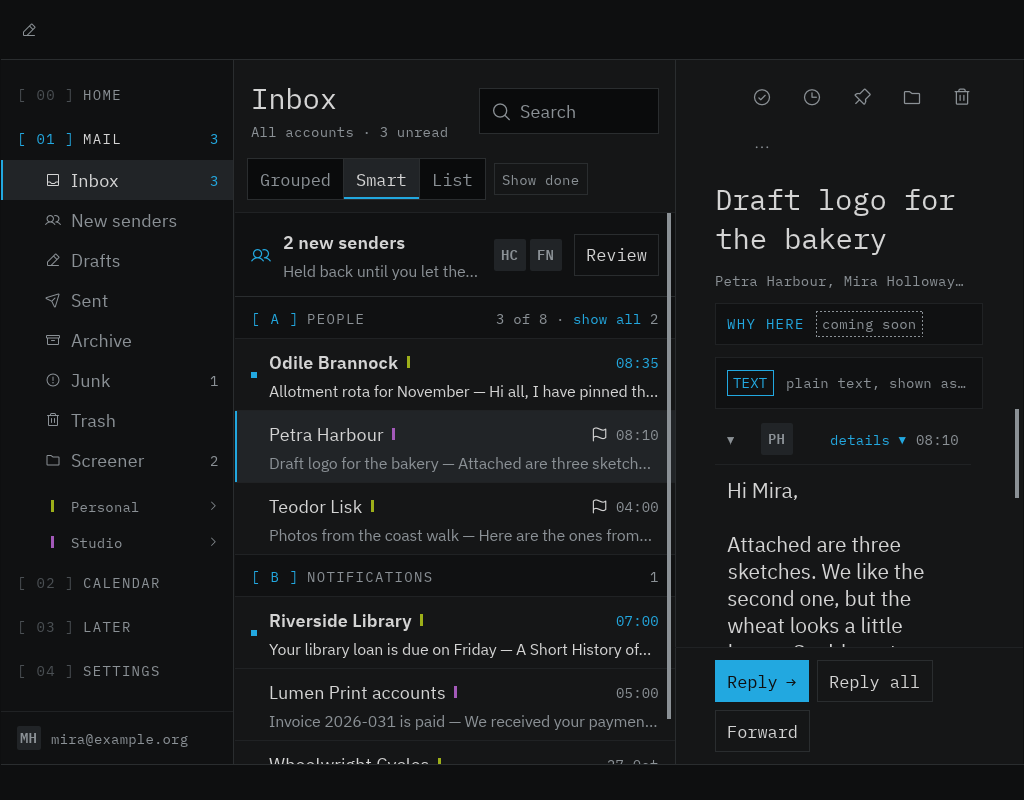 [ 00 ] HOME
[ 01 ] MAIL 3
Inbox 3
New senders
Drafts
Sent
Archive
Junk 1
Trash
Screener 2
Personal
Studio
[ 02 ] CALENDAR
[ 03 ] LATER
[ 04 ] SETTINGS
MH mira@example.org
Inbox
All accounts · 3 unread
Search
Grouped Smart List Show done
2 new senders
Held back until you let the…
HC FN Review
[ A ] PEOPLE 3 of 8 · show all 2
Odile Brannock 08:35
Allotment rota for November — Hi all, I have pinned th…
Petra Harbour 08:10
Draft logo for the bakery — Attached are three sketch…
Teodor Lisk 04:00
Photos from the coast walk — Here are the ones from…
[ B ] NOTIFICATIONS 1
Riverside Library 07:00
Your library loan is due on Friday — A Short History of…
Lumen Print accounts 05:00
Invoice 2026-031 is paid — We received your paymen…
Wheelwright Cycles 27 Oct
…
Draft logo for
the bakery
Petra Harbour, Mira Holloway…
WHY HERE coming soon
TEXT plain text, shown as…
▼ PH details ▼ 08:10
Hi Mira,
Attached are three
sketches. We like the
second one, but the
wheat looks a little
Reply →
Reply all
Forward